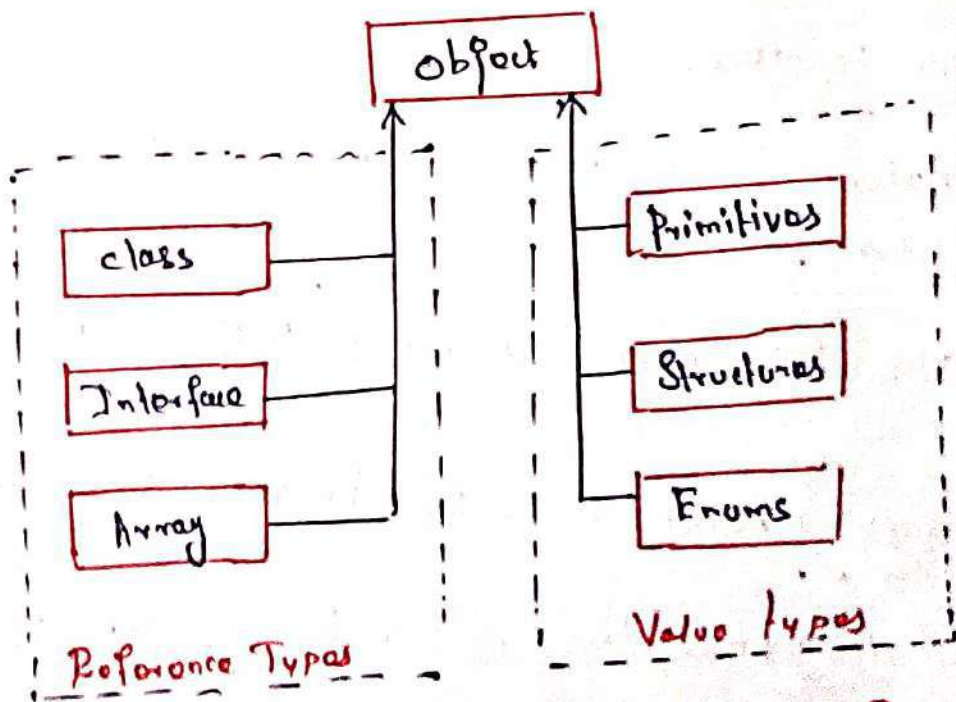 Object
class
Interface
Array
Reference Types
Primitives
Structures
Enums
Value Types